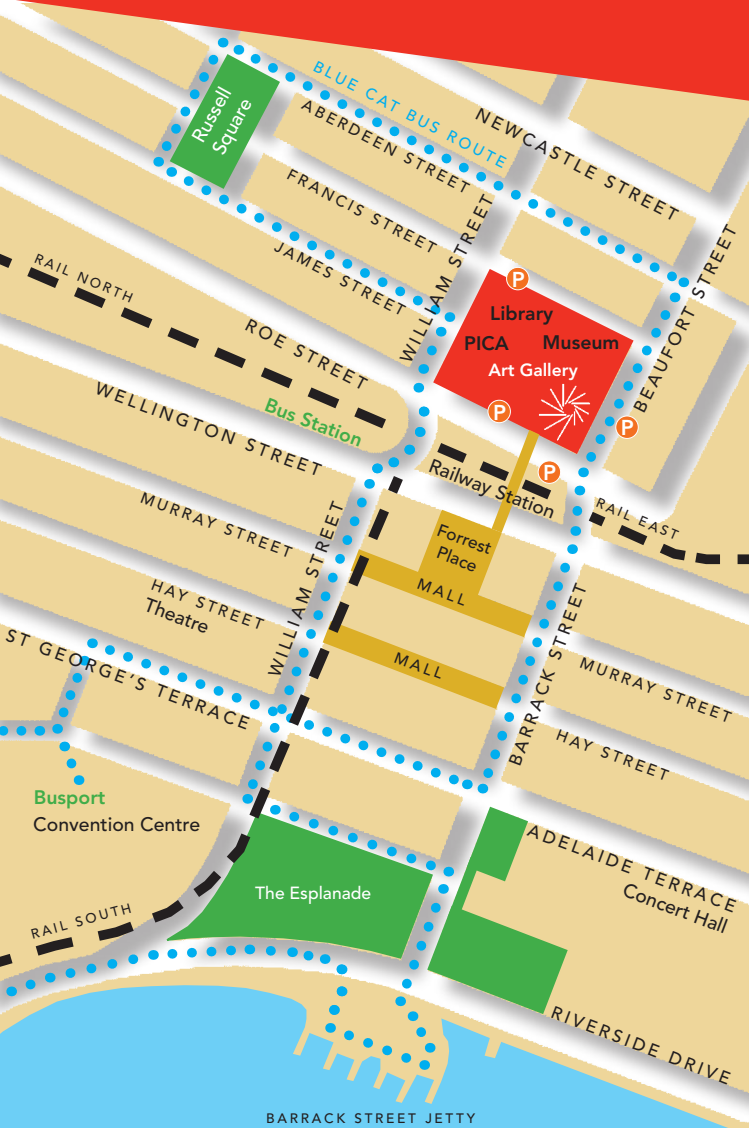 BLUE CAT BUS ROUTE
Russell
Square
NEWCASTLE STREET
ABERDEEN STREET
FRANCIS STREET
JAMES STREET
WILLIAM STREET
BEAUFORT STREET
RAIL NORTH
P
Library
PICA Museum
Art Gallery
P
P
P
ROE STREET
Bus Station
WELLINGTON STREET
Railway Station
RAIL EAST
MURRAY STREET
Forrest
Place
MALL
HAY STREET
Theatre
WILLIAM STREET
MALL
ST GEORGE'S TERRACE
BARRACK STREET
MURRAY STREET
HAY STREET
Busport
Convention Centre
ADELAIDE TERRACE
Concert Hall
The Esplanade
RAIL SOUTH
RIVERSIDE DRIVE
BARRACK STREET JETTY